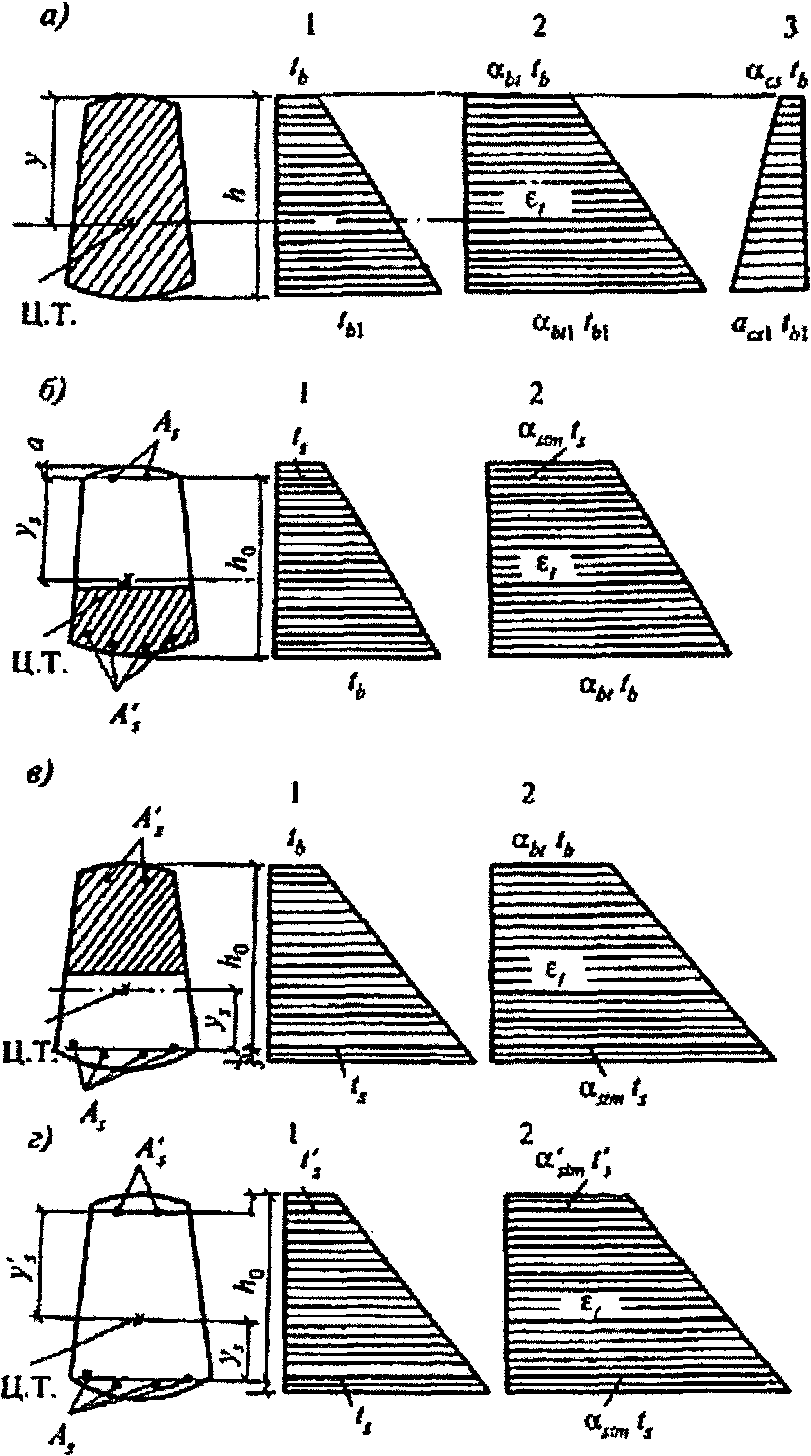 а)
1 2 3
t_b α_bt t_b α_cs t_b
y
h
ε_t
Ц.Т.
t_b1 α_bt1 t_b1 α_cs1 t_b1
б)
1 2
A_s
a
t_s α_stm t_s
y_s
h_0
ε_t
Ц.Т.
t_b α_bt t_b
A'_s
в)
1 2
A'_s
t_b α_bt t_b
h_0
ε_t
y_s
Ц.Т.
t_s α_stm t_s
A_s
г)
1 2
A'_s
t'_s α'_stm t'_s
y'_s
h_0
ε_t
y_s
Ц.Т.
A_s
t_s α_stm t_s